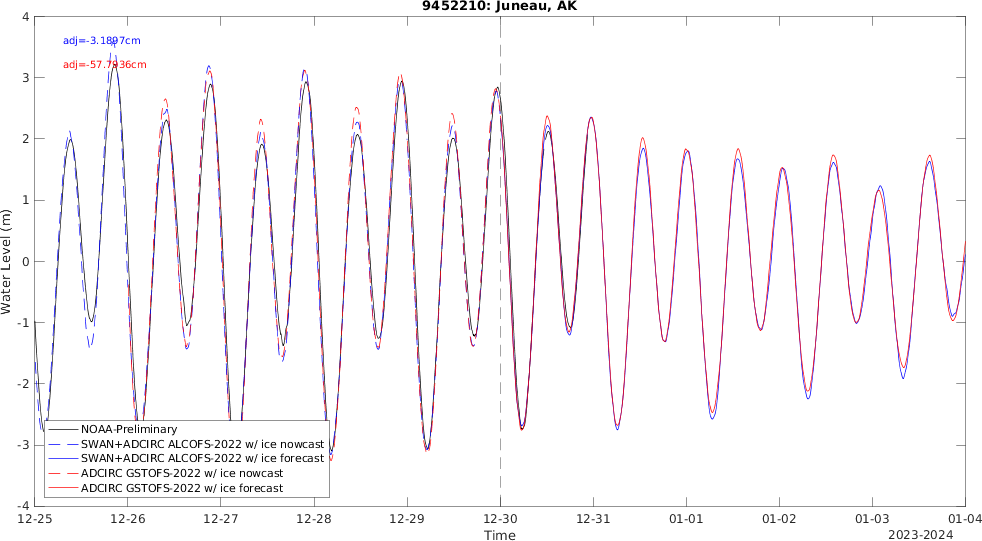 9452210: Juneau, AK
adj=-3.1897cm
adj=-57.7936cm
Water Level (m)
4
3
2
1
0
-1
-2
-3
-4
NOAA-Preliminary
SWAN+ADCIRC ALCOFS-2022 w/ ice nowcast
SWAN+ADCIRC ALCOFS-2022 w/ ice forecast
ADCIRC GSTOFS-2022 w/ ice nowcast
ADCIRC GSTOFS-2022 w/ ice forecast
12-25 12-26 12-27 12-28 12-29 12-30 12-31 01-01 01-02 01-03 01-04
Time
2023-2024